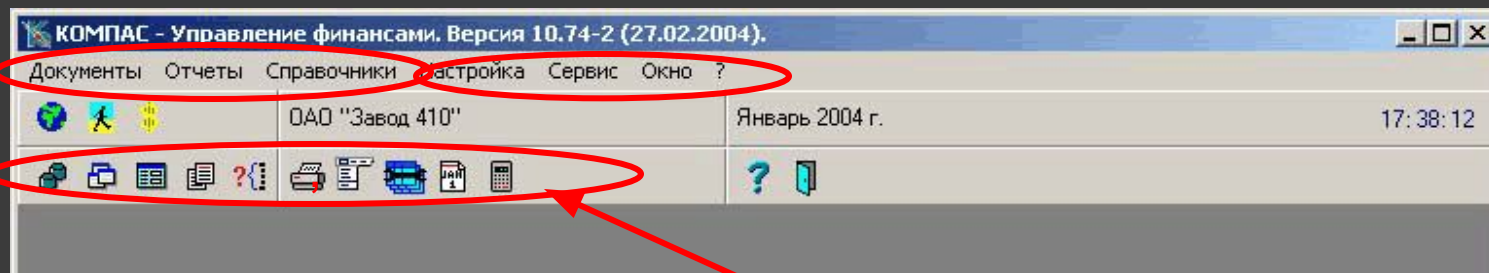 КОМПАС - Управление финансами. Версия 10.74-2 (27.02.2004).
Документы Отчеты Справочники Настройка Сервис Окно ?
ОАО "Завод 410" Январь 2004 г. 17:38:12